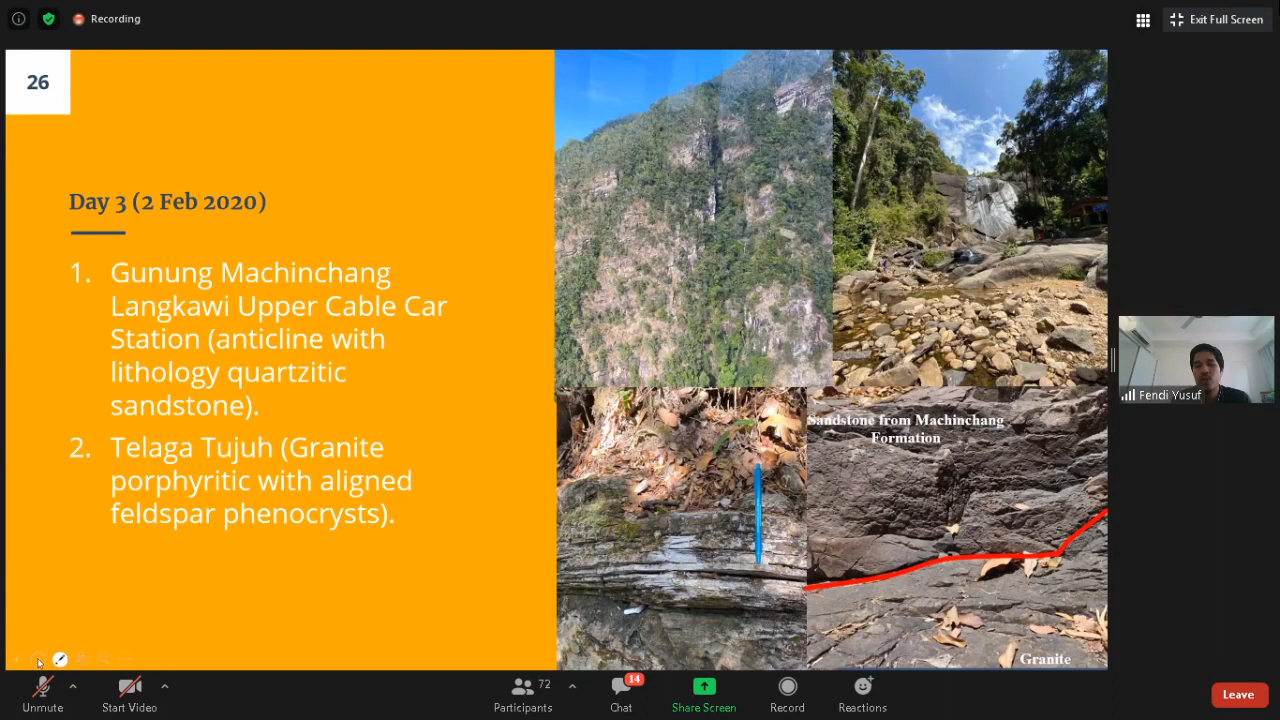 Recording
Exit Full Screen
26
Day 3 (2 Feb 2020)
1. Gunung Machinchang
Langkawi Upper Cable Car
Station (anticline with
lithology quartzitic
sandstone).
2. Telaga Tujuh (Granite
porphyritic with aligned
feldspar phenocrysts).
Sandstone from Machinchang
Formation
Granite
Fendi Yusuf
Unmute
Start Video
72
Participants
14
Chat
Share Screen
Record
Reactions
Leave